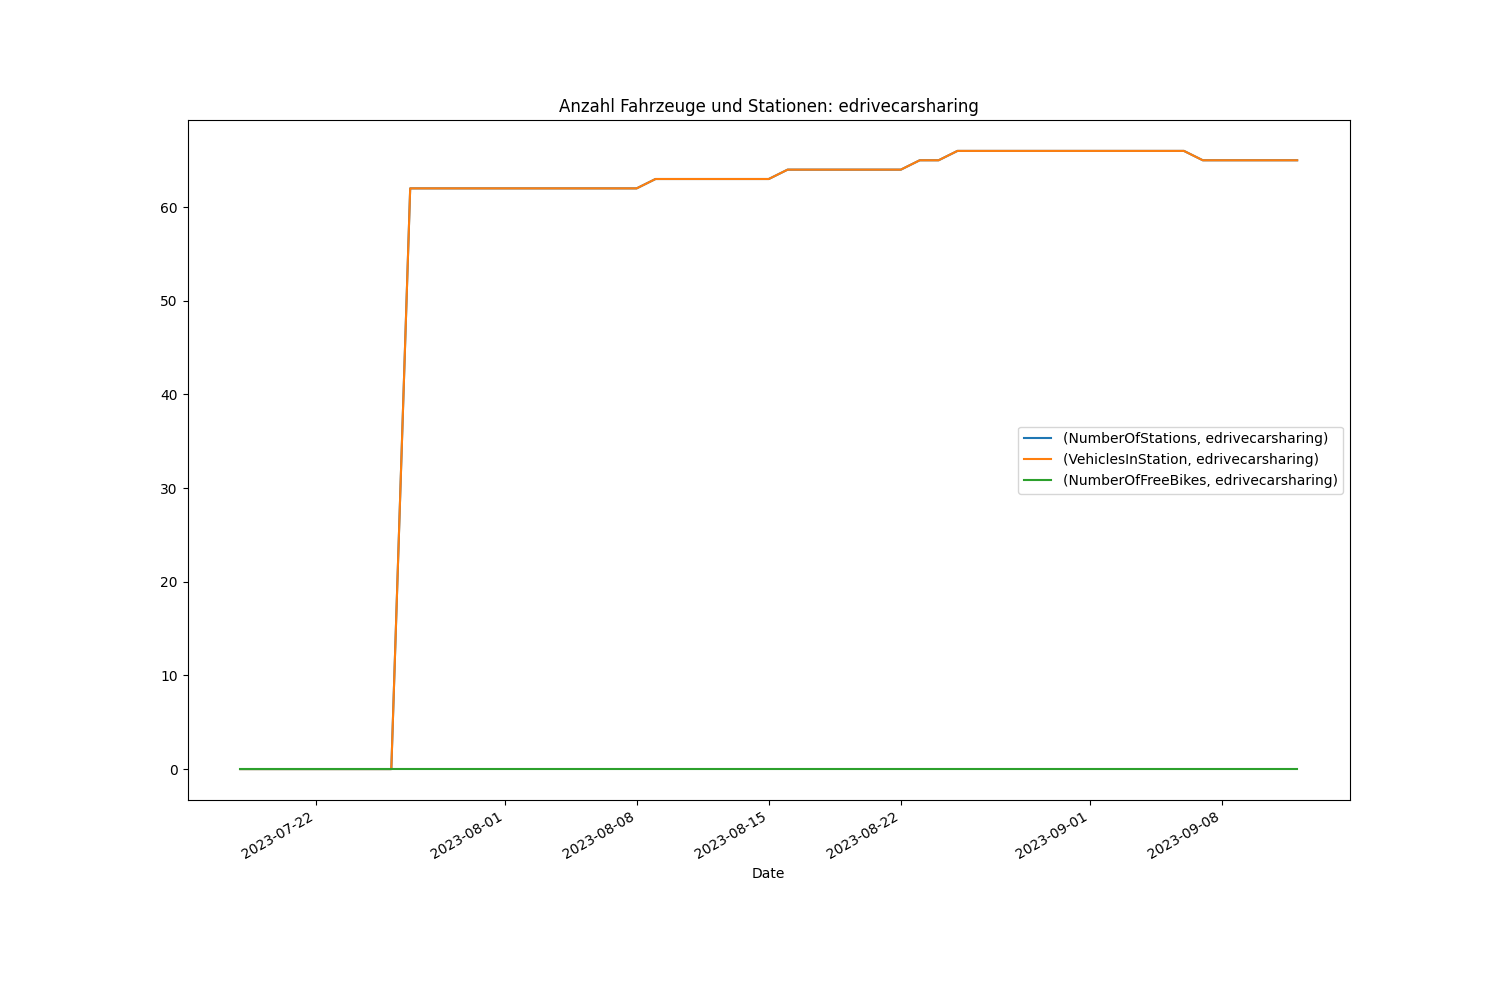 Anzahl Fahrzeuge und Stationen: edrivecarsharing
60
50
40
30
20
10
0
(NumberOfStations, edrivecarsharing)
(VehiclesInStation, edrivecarsharing)
(NumberOfFreeBikes, edrivecarsharing)
2023-07-22
2023-08-01
2023-08-08
2023-08-15
2023-08-22
2023-09-01
2023-09-08
Date